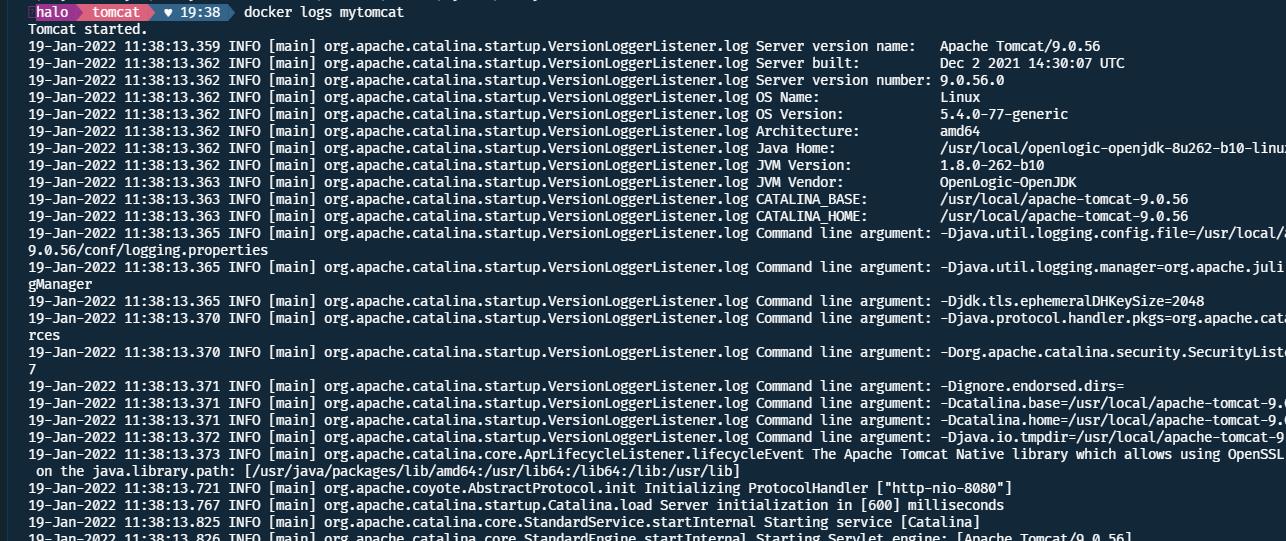 halo tomcat ♥ 19:38 docker logs mytomcat
Tomcat started.
19-Jan-2022 11:38:13.359 INFO [main] org.apache.catalina.startup.VersionLoggerListener.log Server version name:   Apache Tomcat/9.0.56
19-Jan-2022 11:38:13.362 INFO [main] org.apache.catalina.startup.VersionLoggerListener.log Server built:          Dec 2 2021 14:30:07 UTC
19-Jan-2022 11:38:13.362 INFO [main] org.apache.catalina.startup.VersionLoggerListener.log Server version number: 9.0.56.0
19-Jan-2022 11:38:13.362 INFO [main] org.apache.catalina.startup.VersionLoggerListener.log OS Name:               Linux
19-Jan-2022 11:38:13.362 INFO [main] org.apache.catalina.startup.VersionLoggerListener.log OS Version:            5.4.0-77-generic
19-Jan-2022 11:38:13.362 INFO [main] org.apache.catalina.startup.VersionLoggerListener.log Architecture:          amd64
19-Jan-2022 11:38:13.362 INFO [main] org.apache.catalina.startup.VersionLoggerListener.log Java Home:             /usr/local/openlogic-openjdk-8u262-b10-linu
19-Jan-2022 11:38:13.362 INFO [main] org.apache.catalina.startup.VersionLoggerListener.log JVM Version:           1.8.0-262-b10
19-Jan-2022 11:38:13.363 INFO [main] org.apache.catalina.startup.VersionLoggerListener.log JVM Vendor:            OpenLogic-OpenJDK
19-Jan-2022 11:38:13.363 INFO [main] org.apache.catalina.startup.VersionLoggerListener.log CATALINA_BASE:         /usr/local/apache-tomcat-9.0.56
19-Jan-2022 11:38:13.363 INFO [main] org.apache.catalina.startup.VersionLoggerListener.log CATALINA_HOME:         /usr/local/apache-tomcat-9.0.56
19-Jan-2022 11:38:13.365 INFO [main] org.apache.catalina.startup.VersionLoggerListener.log Command line argument: -Djava.util.logging.config.file=/usr/local/a
9.0.56/conf/logging.properties
19-Jan-2022 11:38:13.365 INFO [main] org.apache.catalina.startup.VersionLoggerListener.log Command line argument: -Djava.util.logging.manager=org.apache.juli
gManager
19-Jan-2022 11:38:13.365 INFO [main] org.apache.catalina.startup.VersionLoggerListener.log Command line argument: -Djdk.tls.ephemeralDHKeySize=2048
19-Jan-2022 11:38:13.370 INFO [main] org.apache.catalina.startup.VersionLoggerListener.log Command line argument: -Djava.protocol.handler.pkgs=org.apache.cata
rces
19-Jan-2022 11:38:13.370 INFO [main] org.apache.catalina.startup.VersionLoggerListener.log Command line argument: -Dorg.apache.catalina.security.SecurityListe
7
19-Jan-2022 11:38:13.371 INFO [main] org.apache.catalina.startup.VersionLoggerListener.log Command line argument: -Dignore.endorsed.dirs=
19-Jan-2022 11:38:13.371 INFO [main] org.apache.catalina.startup.VersionLoggerListener.log Command line argument: -Dcatalina.base=/usr/local/apache-tomcat-9.0
19-Jan-2022 11:38:13.371 INFO [main] org.apache.catalina.startup.VersionLoggerListener.log Command line argument: -Dcatalina.home=/usr/local/apache-tomcat-9.0
19-Jan-2022 11:38:13.372 INFO [main] org.apache.catalina.startup.VersionLoggerListener.log Command line argument: -Djava.io.tmpdir=/usr/local/apache-tomcat-9
19-Jan-2022 11:38:13.373 INFO [main] org.apache.catalina.core.AprLifecycleListener.lifecycleEvent The Apache Tomcat Native library which allows using OpenSSL
on the java.library.path: [/usr/java/packages/lib/amd64:/usr/lib64:/lib64:/lib:/usr/lib]
19-Jan-2022 11:38:13.721 INFO [main] org.apache.coyote.AbstractProtocol.init Initializing ProtocolHandler ["http-nio-8080"]
19-Jan-2022 11:38:13.767 INFO [main] org.apache.catalina.startup.Catalina.load Server initialization in [600] milliseconds
19-Jan-2022 11:38:13.825 INFO [main] org.apache.catalina.core.StandardService.startInternal Starting service [Catalina]
19-Jan-2022 11:38:13.826 INFO [main] org.apache.catalina.core.StandardEngine.startInternal Starting Servlet engine: [Apache Tomcat/9.0.56]